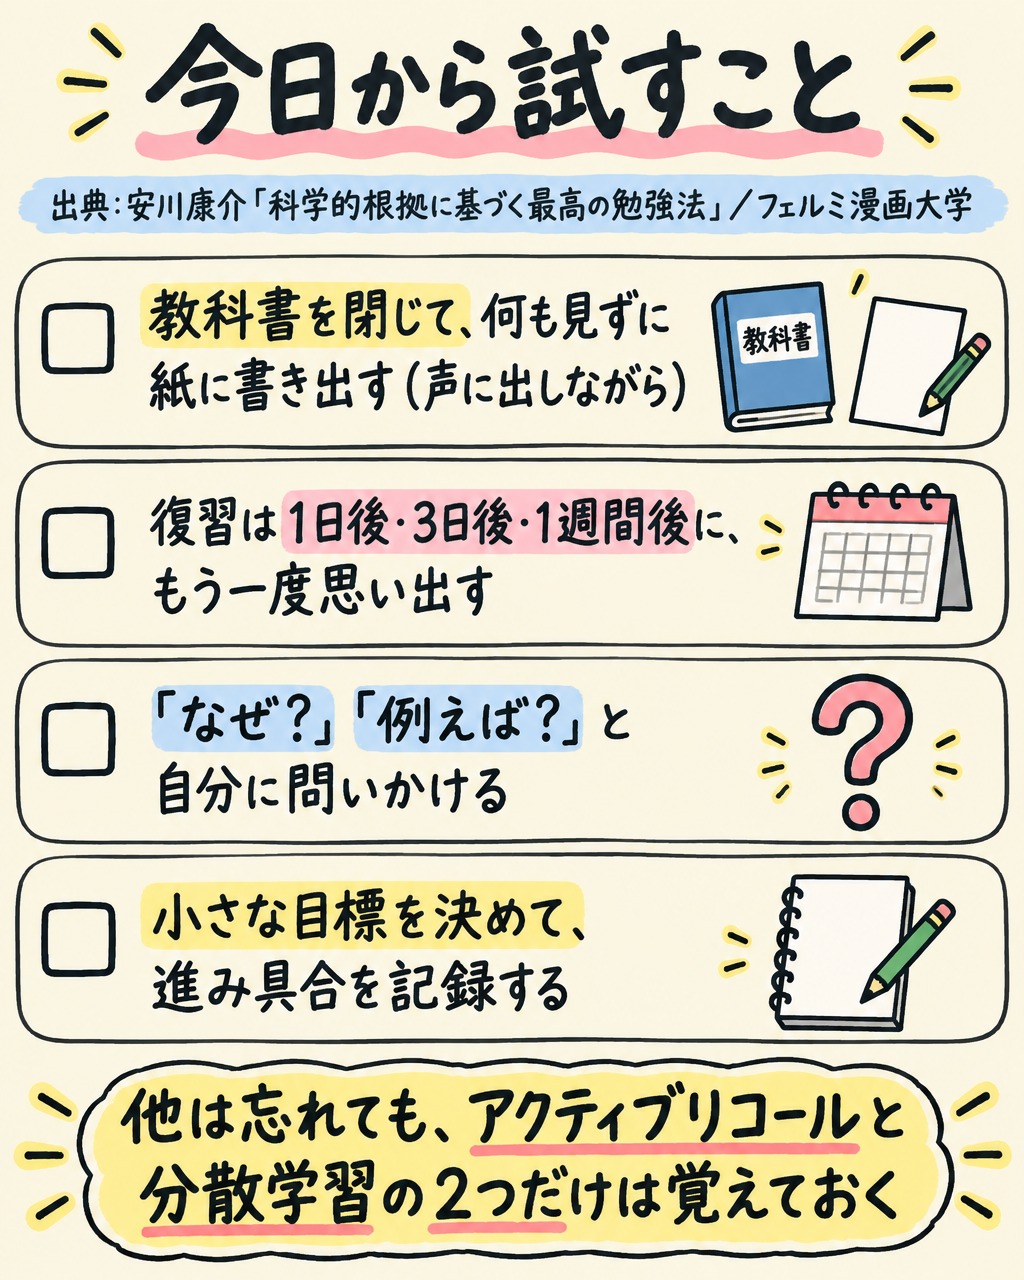 今日から試すこと
出典：安川康介「科学的根拠に基づく最高の勉強法」／フェルミ漫画大学
教科書を閉じて、何も見ずに
紙に書き出す（声に出しながら）
教科書
復習は1日後・3日後・1週間後に、
もう一度思い出す
「なぜ？」「例えば？」と
自分に問いかける
小さな目標を決めて、
進み具合を記録する
他は忘れても、アクティブリコールと
分散学習の2つだけは覚えておく